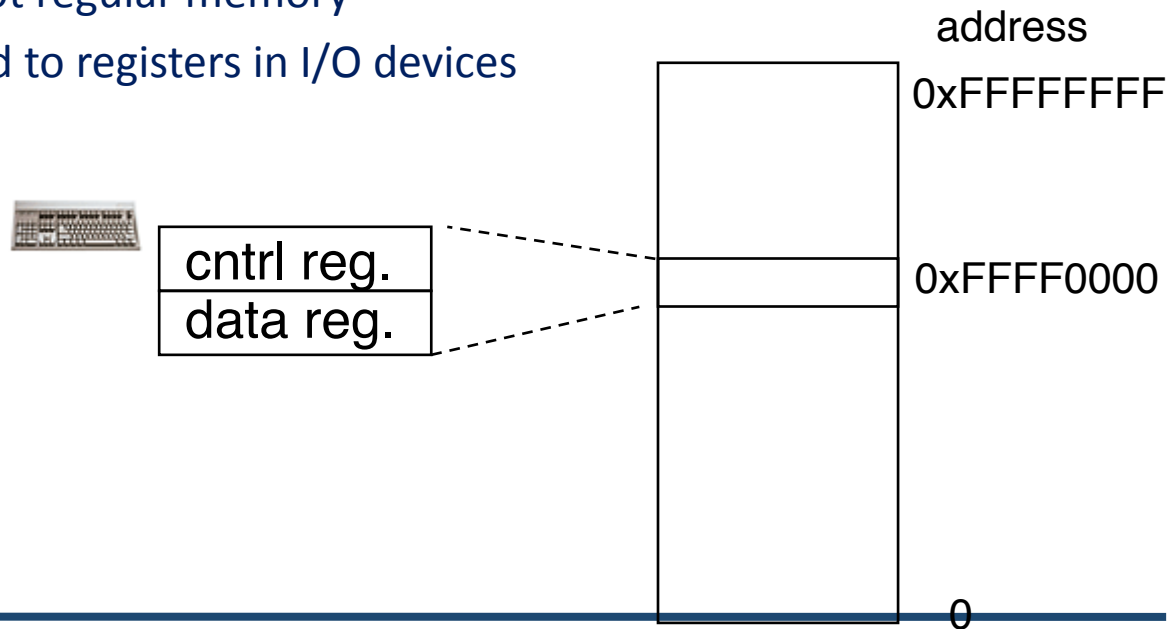 ot regular memory
d to registers in I/O devices
address
0xFFFFFFFF
cntrl reg.
data reg.
0xFFFF0000
0